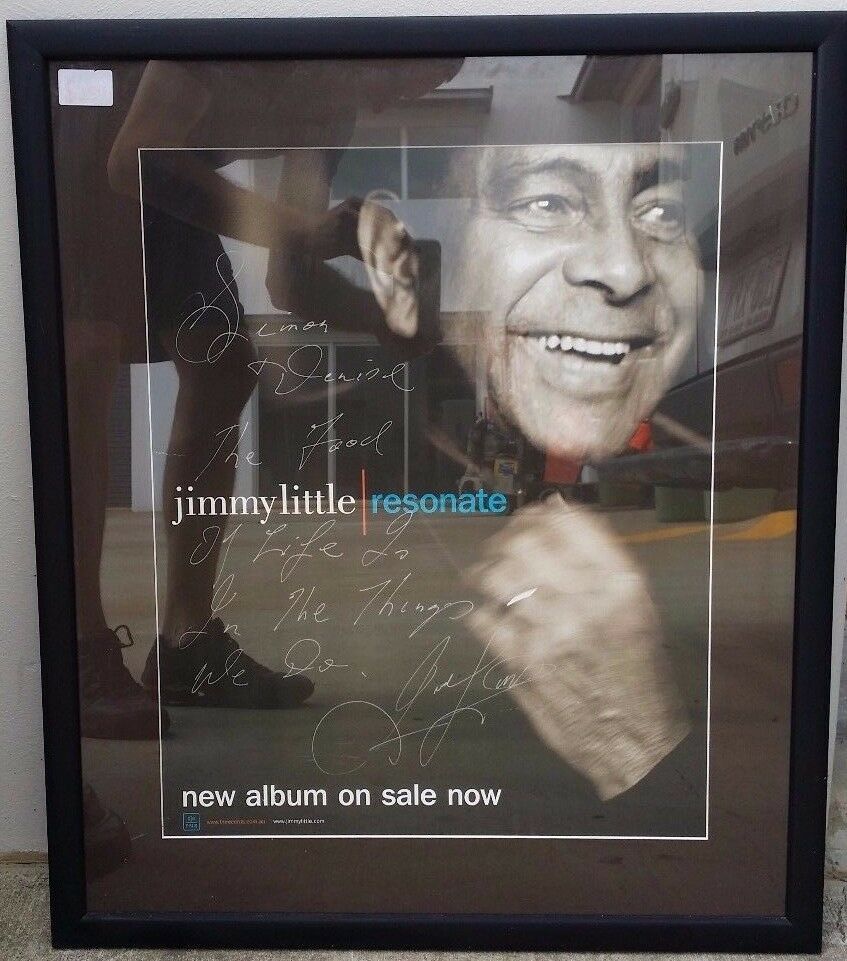 Simon
Denise
The Food
jimmylittle | resonate
Of Life Is
In The Things
We Do.
new album on sale now
www.jimmylittle.com